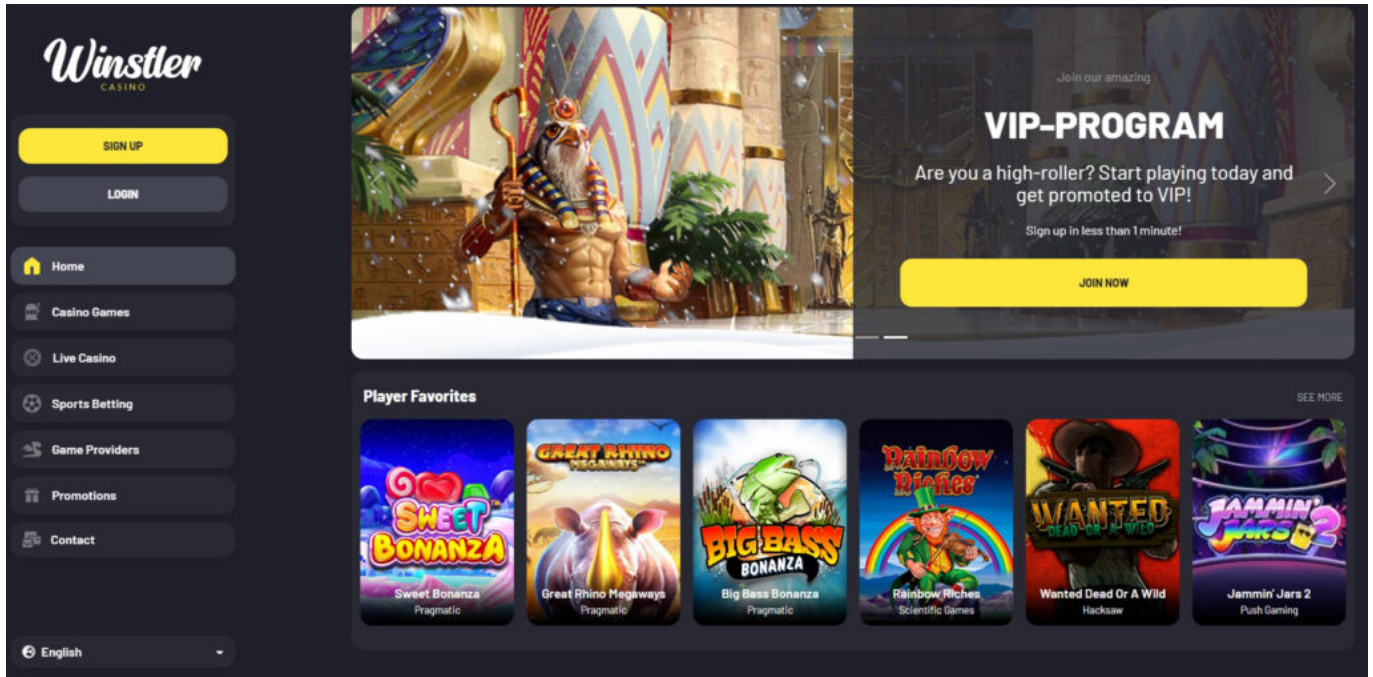 Winstler
CASINO
SIGN UP
LOGIN
Home
Casino Games
Live Casino
Sports Betting
Game Providers
Promotions
Contact
English
Join our amazing
VIP-PROGRAM
Are you a high-roller? Start playing today and
get promoted to VIP!
Sign up in less than 1 minute!
JOIN NOW
Player Favorites
SEE MORE
SWEET
BONANZA
TM
Sweet Bonanza
Pragmatic
GREAT RHINO
MEGAWAYS
Great Rhino Megaways
Pragmatic
BIG BASS
BONANZA
Big Bass Bonanza
Pragmatic
Rainbow
Riches
Rainbow Riches
Scientific Games
WANTED
DEAD OR A WILD
Wanted Dead Or A Wild
Hacksaw
JAMMIN'
JARS 2
Jammin' Jars 2
Push Gaming